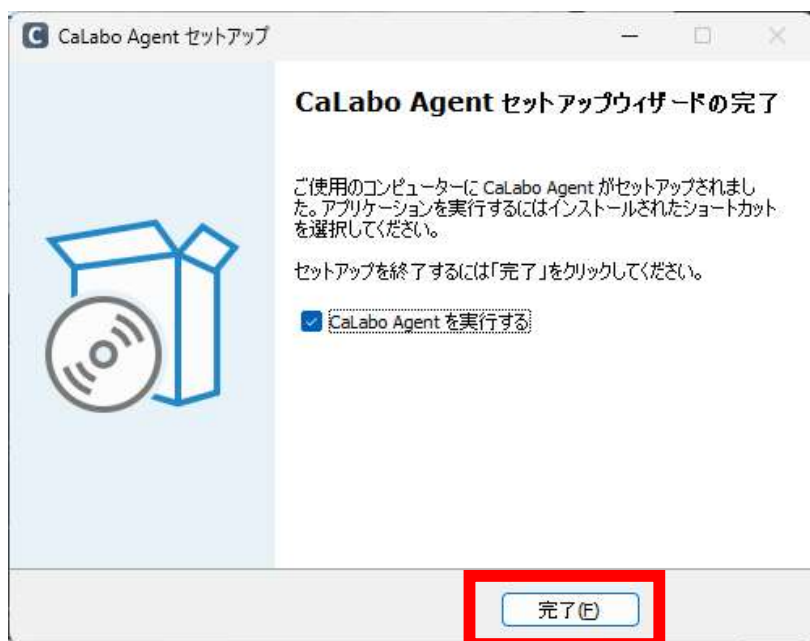 CaLabo Agent セットアップ
CaLabo Agent セットアップウィザードの完了
ご使用のコンピューターに CaLabo Agent がセットアップされまし
た。アプリケーションを実行するにはインストールされたショートカット
を選択してください。
セットアップを終了するには「完了」をクリックしてください。
CaLabo Agent を実行する
完了(F)